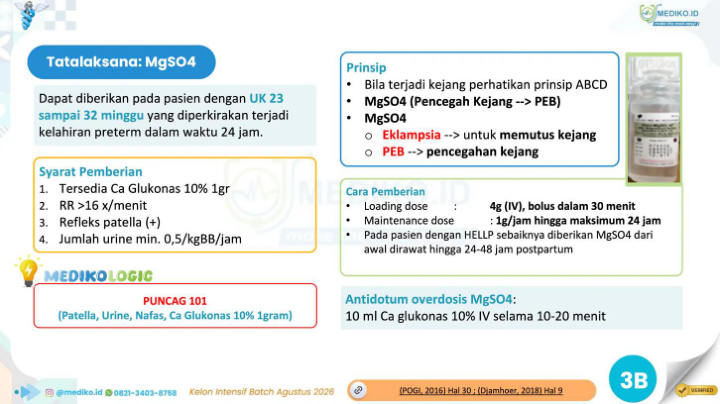 MEDIKO.ID
Tatalaksana: MgSO4
Dapat diberikan pada pasien dengan UK 23
sampai 32 minggu yang diperkirakan terjadi
kelahiran preterm dalam waktu 24 jam.
Syarat Pemberian
1. Tersedia Ca Glukonas 10% 1gr
2. RR >16 x/menit
3. Refleks patella (+)
4. Jumlah urine min. 0,5/kgBB/jam
MEDIKOLOGIC
PUNCAG 101
(Patella, Urine, Nafas, Ca Glukonas 10% 1gram)
Prinsip
• Bila terjadi kejang perhatikan prinsip ABCD
• MgSO4 (Pencegah Kejang --> PEB)
• MgSO4
o Eklampsia --> untuk memutus kejang
o PEB --> pencegahan kejang
Cara Pemberian
• Loading dose : 4g (IV), bolus dalam 30 menit
• Maintenance dose : 1g/jam hingga maksimum 24 jam
• Pada pasien dengan HELLP sebaiknya diberikan MgSO4 dari
awal dirawat hingga 24-48 jam postpartum
Antidotum overdosis MgSO4:
10 ml Ca glukonas 10% IV selama 10-20 menit
MEDIKO.ID
3B
@mediko.id 0821-3403-8758 Kelon Intensif Batch Agustus 2026
(POGI, 2016) Hal 30 ; (Djamhoer, 2018) Hal 9
VERIFIED